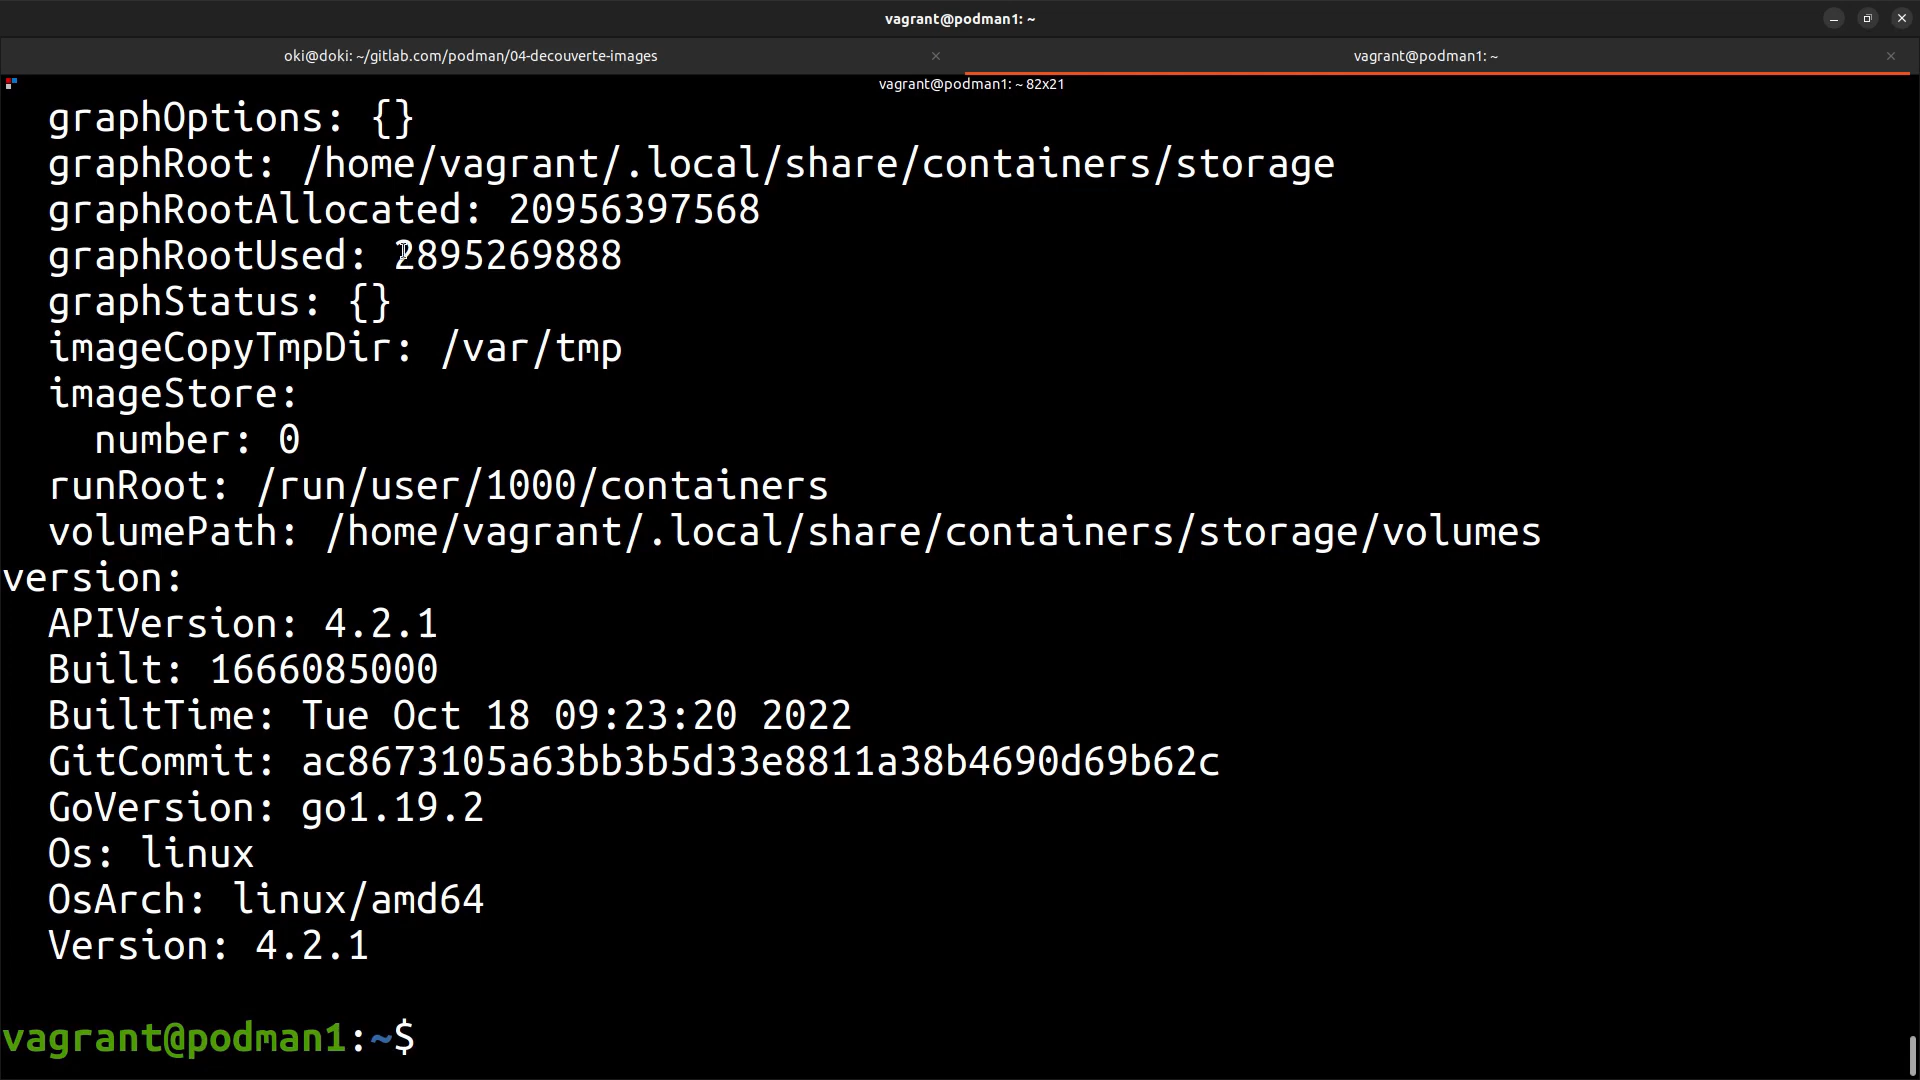 vagrant@podman1: ~
oki@doki: ~/gitlab.com/podman/04-decouverte-images
vagrant@podman1: ~
vagrant@podman1: ~ 82x21
graphOptions: {}
graphRoot: /home/vagrant/.local/share/containers/storage
graphRootAllocated: 20956397568
graphRootUsed: 2895269888
graphStatus: {}
imageCopyTmpDir: /var/tmp
imageStore:
number: 0
runRoot: /run/user/1000/containers
volumePath: /home/vagrant/.local/share/containers/storage/volumes
version:
APIVersion: 4.2.1
Built: 1666085000
BuiltTime: Tue Oct 18 09:23:20 2022
GitCommit: ac8673105a63bb3b5d33e8811a38b4690d69b62c
GoVersion: go1.19.2
Os: linux
OsArch: linux/amd64
Version: 4.2.1
vagrant@podman1:~$